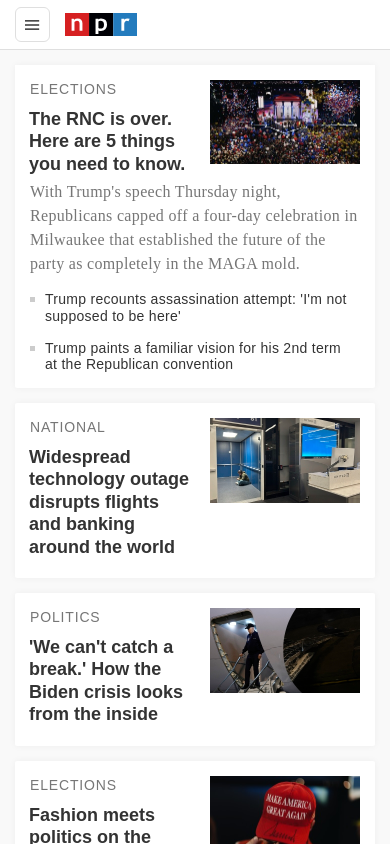 npr
ELECTIONS
The RNC is over.
Here are 5 things
you need to know.
With Trump's speech Thursday night,
Republicans capped off a four-day celebration in
Milwaukee that established the future of the
party as completely in the MAGA mold.
Trump recounts assassination attempt: 'I'm not
supposed to be here'
Trump paints a familiar vision for his 2nd term
at the Republican convention
NATIONAL
Widespread
technology outage
disrupts flights
and banking
around the world
POLITICS
'We can't catch a
break.' How the
Biden crisis looks
from the inside
ELECTIONS
Fashion meets
politics on the
MAKE AMERICA
GREAT AGAIN